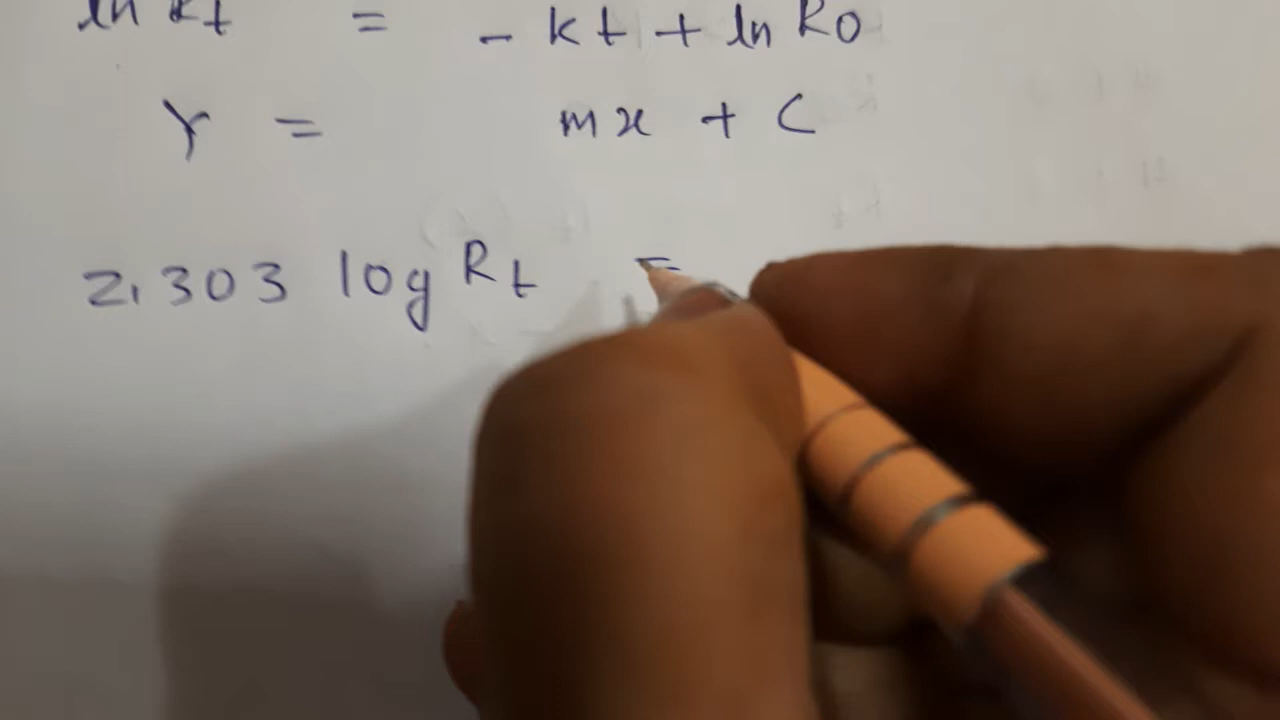 ln Rt = - kt + ln R0
Y = mx + C
2.303 log Rt =